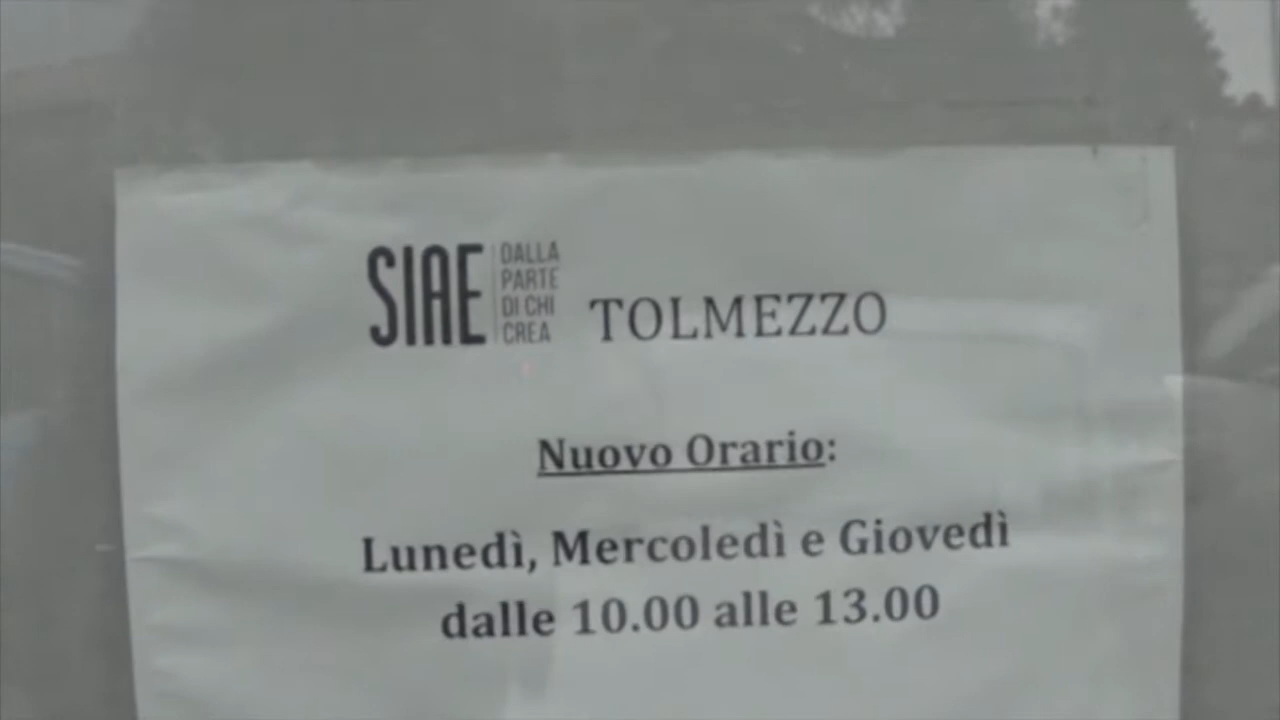 SIAE
DALLA
PARTE
DI CHI
CREA
TOLMEZZO
Nuovo Orario:
Lunedì, Mercoledì e Giovedì
dalle 10.00 alle 13.00